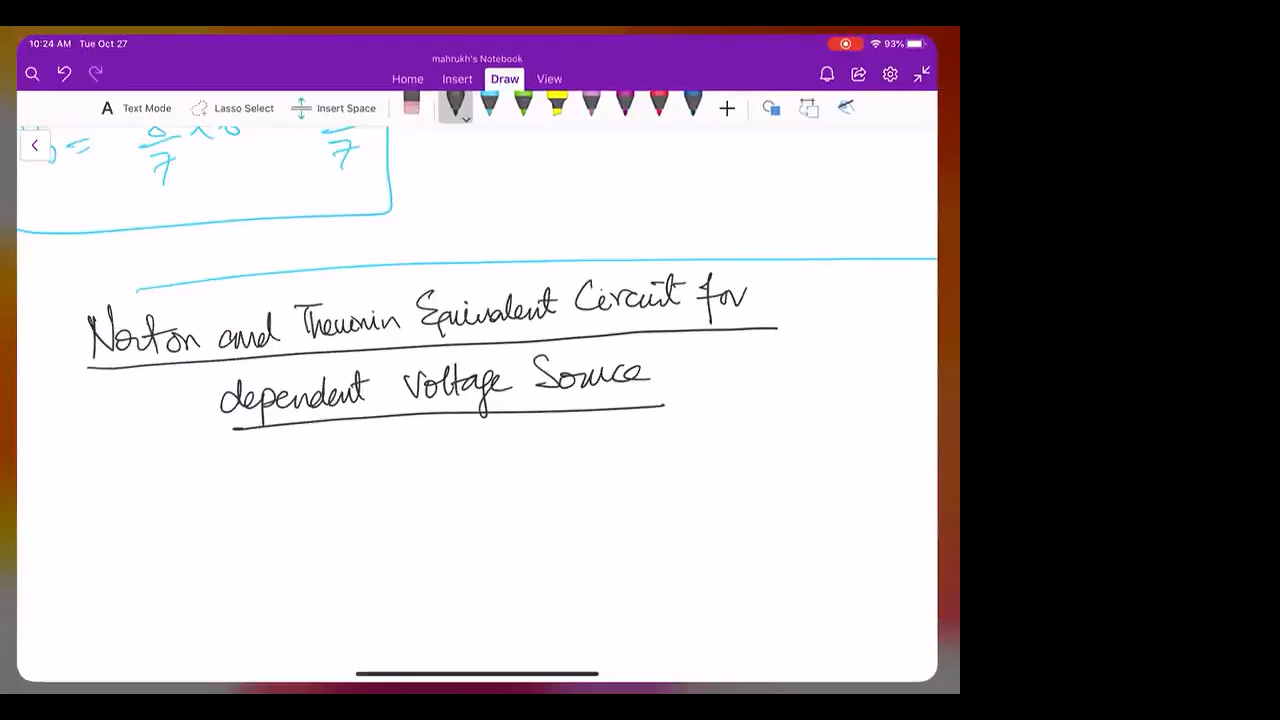 10:24 AM Tue Oct 27
93%
mahrukh's Notebook
Home Insert Draw View
Text Mode Lasso Select Insert Space
7 7
Norton and Thevenin Equivalent Circuit for
dependent Voltage Source